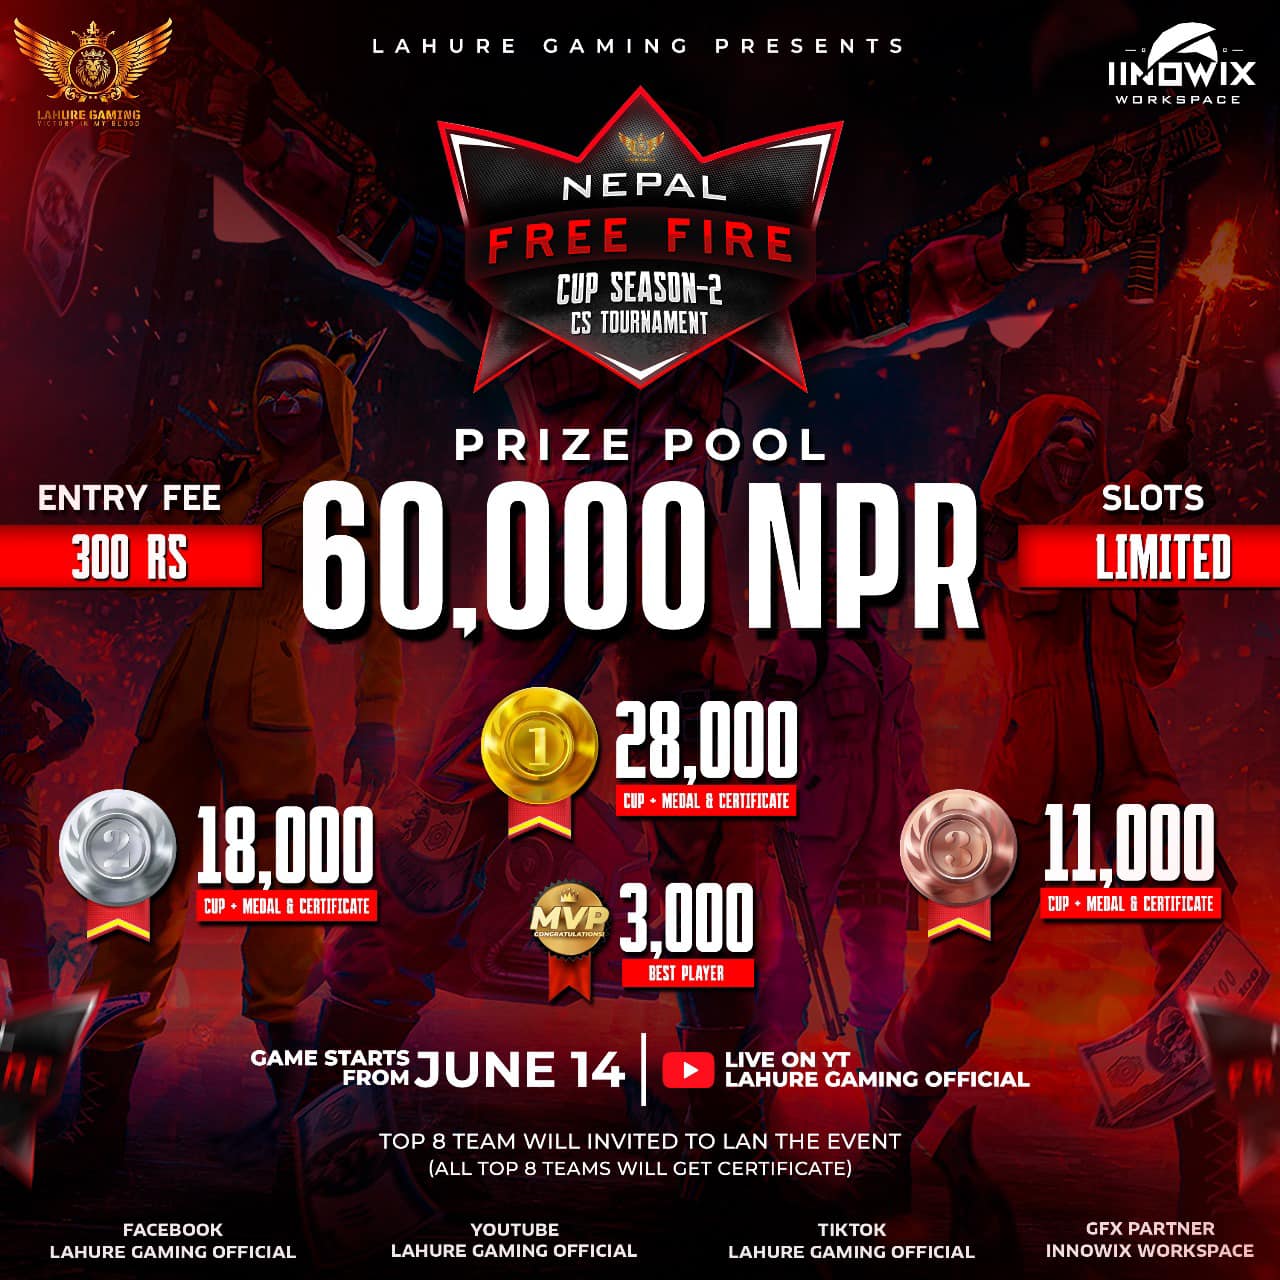 LAHURE GAMING PRESENTS
LAHURE GAMING
VICTORY IN MY BLOOD
IINOWIX
WORKSPACE
NEPAL
FREE FIRE
CUP SEASON-2
CS TOURNAMENT
PRIZE POOL
60,000 NPR
ENTRY FEE
300 RS
SLOTS
LIMITED
1
28,000
CUP + MEDAL & CERTIFICATE
2
18,000
CUP + MEDAL & CERTIFICATE
3
11,000
CUP + MEDAL & CERTIFICATE
MVP
CONGRATULATIONS!
3,000
BEST PLAYER
GAME STARTS
FROM JUNE 14
LIVE ON YT
LAHURE GAMING OFFICIAL
TOP 8 TEAM WILL INVITED TO LAN THE EVENT
(ALL TOP 8 TEAMS WILL GET CERTIFICATE)
FACEBOOK
LAHURE GAMING OFFICIAL
YOUTUBE
LAHURE GAMING OFFICIAL
TIKTOK
LAHURE GAMING OFFICIAL
GFX PARTNER
INNOWIX WORKSPACE